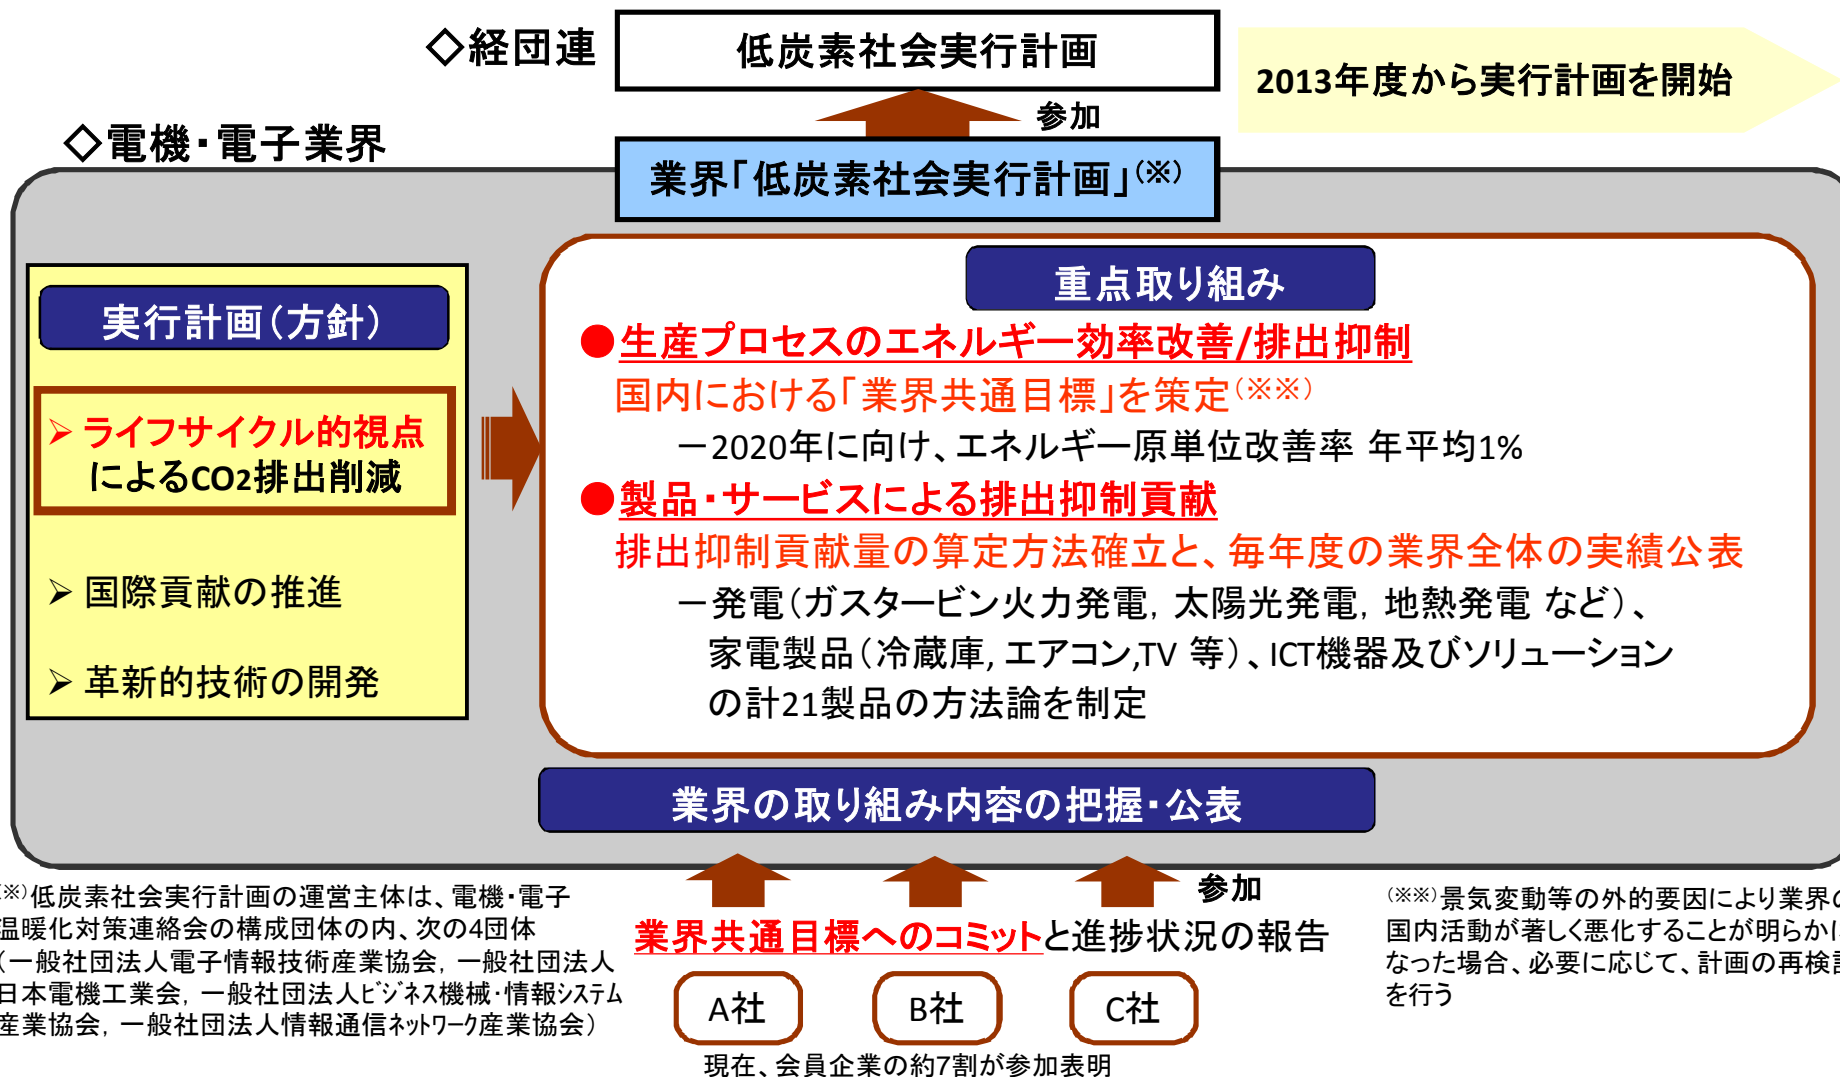 ◇経団連
低炭素社会実行計画
2013年度から実行計画を開始
参加
◇電機・電子業界
業界「低炭素社会実行計画」(※)
実行計画(方針)
➢ ライフサイクル的視点
によるCO2排出削減
➢ 国際貢献の推進
➢ 革新的技術の開発
重点取り組み
●生産プロセスのエネルギー効率改善/排出抑制
国内における「業界共通目標」を策定(※※)
－2020年に向け、エネルギー原単位改善率 年平均1%
●製品・サービスによる排出抑制貢献
排出抑制貢献量の算定方法確立と、毎年度の業界全体の実績公表
－発電(ガスタービン火力発電, 太陽光発電, 地熱発電 など)、
家電製品(冷蔵庫, エアコン,TV 等)、ICT機器及びソリューション
の計21製品の方法論を制定
業界の取り組み内容の把握・公表
参加
業界共通目標へのコミットと進捗状況の報告
A社
B社
C社
現在、会員企業の約7割が参加表明
(※)低炭素社会実行計画の運営主体は、電機・電子
温暖化対策連絡会の構成団体の内、次の4団体
(一般社団法人電子情報技術産業協会, 一般社団法人
日本電機工業会, 一般社団法人ビジネス機械・情報システム
産業協会, 一般社団法人情報通信ネットワーク産業協会)
(※※)景気変動等の外的要因により業界の
国内活動が著しく悪化することが明らかに
なった場合、必要に応じて、計画の再検討
を行う